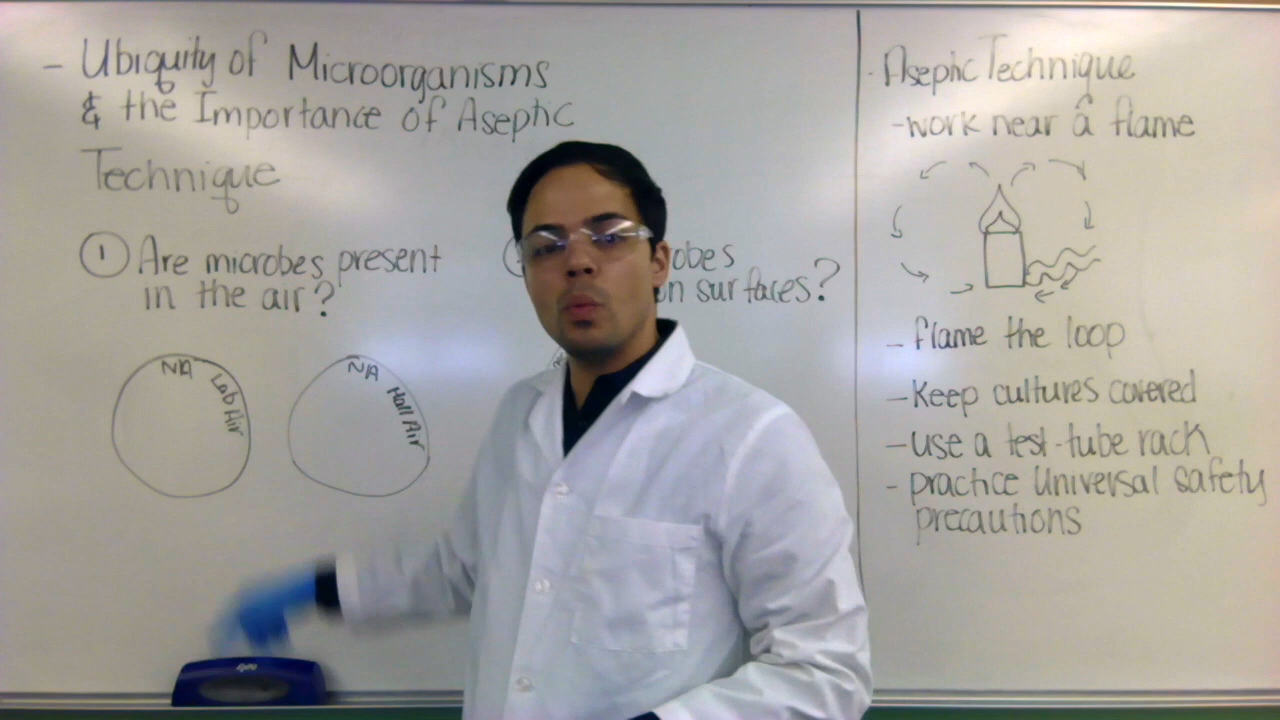 - Ubiquity of Microorganisms
& the Importance of Aseptic
Technique
① Are microbes present
in the air?
obes
on surfaces?
NA
Lab Air
NA
Hall Air
Aseptic Technique
- work near a flame
- flame the loop
- Keep cultures covered
- use a test-tube rack
- practice Universal safety
precautions
EXPO